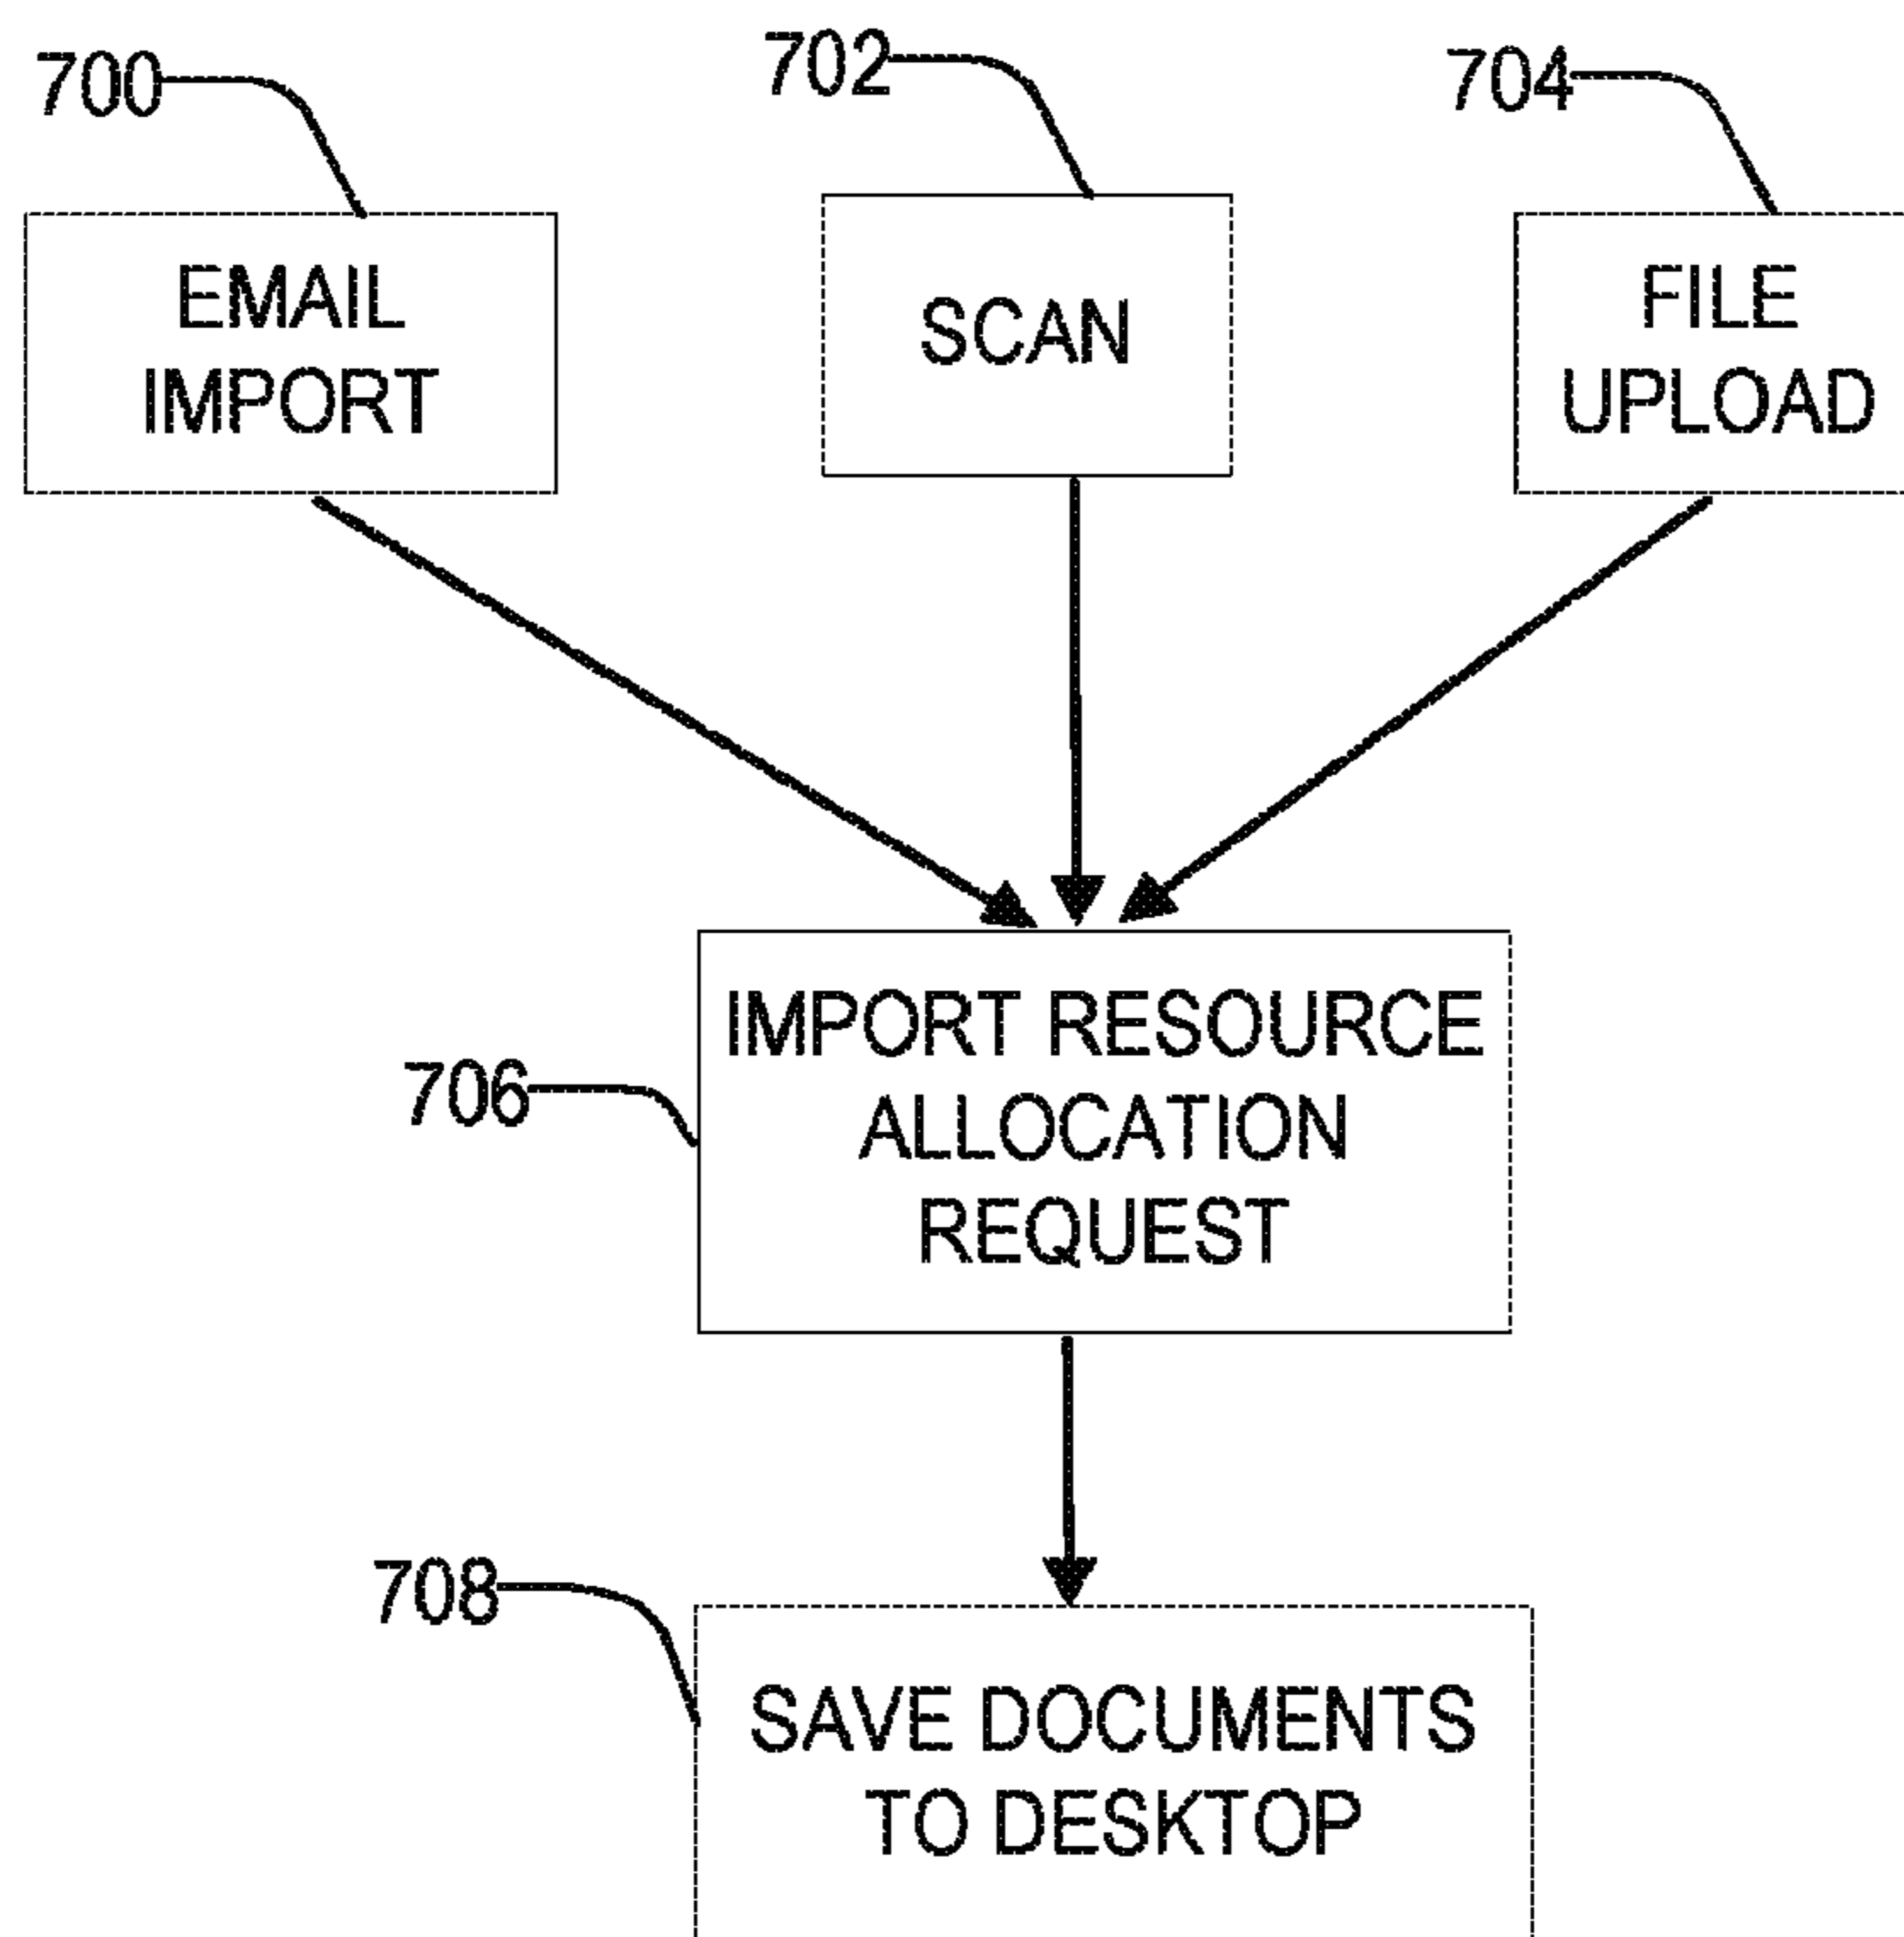 700
702
704
EMAIL
IMPORT
SCAN
FILE
UPLOAD
706
IMPORT RESOURCE
ALLOCATION
REQUEST
708
SAVE DOCUMENTS
TO DESKTOP